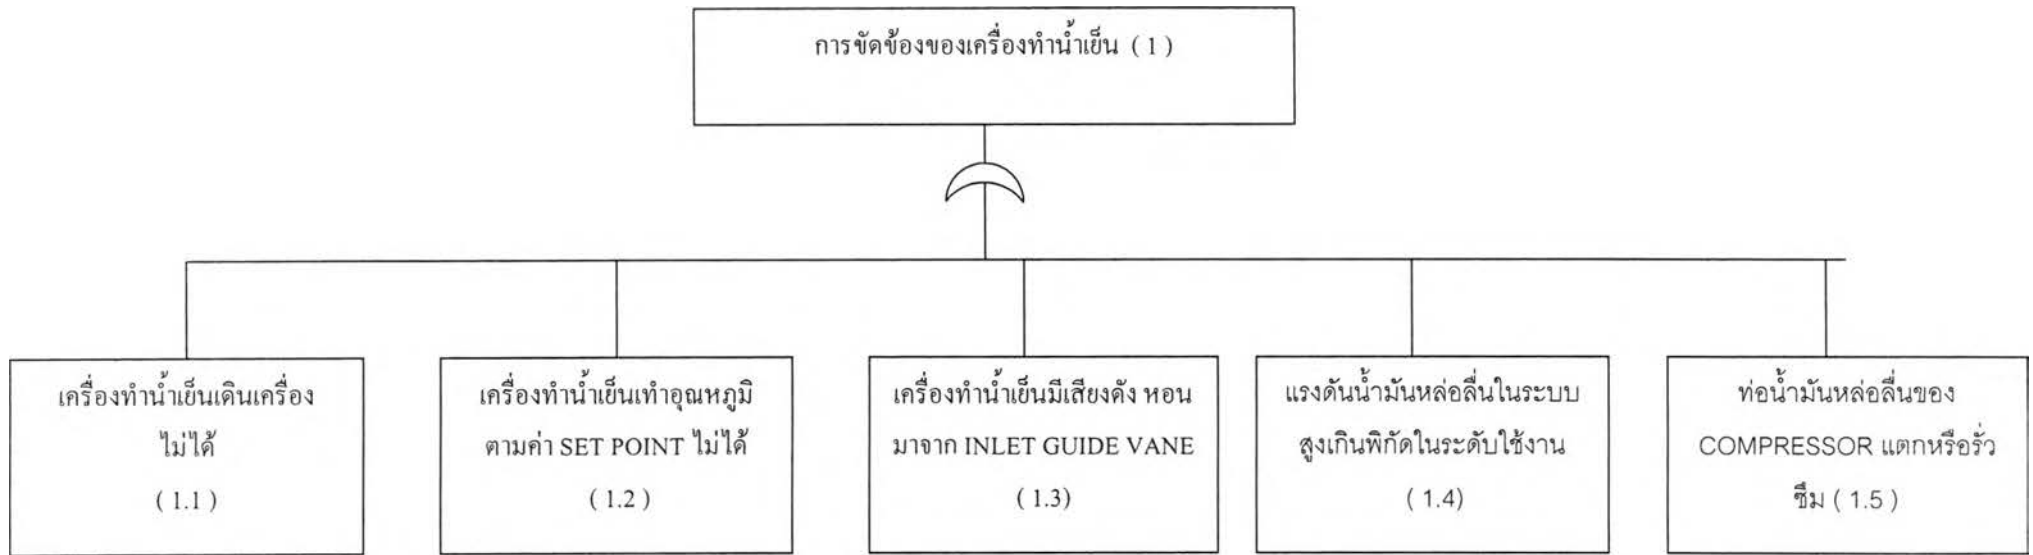 การขัดข้องของเครื่องทำน้ำเย็น ( 1 )
เครื่องทำน้ำเย็นเดินเครื่อง
ไม่ได้
( 1.1 )
เครื่องทำน้ำเย็นเทำอุณหภูมิ
ตามค่า SET POINT ไม่ได้
( 1.2 )
เครื่องทำน้ำเย็นมีเสียงดัง หอน
มาจาก INLET GUIDE VANE
( 1.3)
แรงดันน้ำมันหล่อลื่นในระบบ
สูงเกินพิกัดในระดับใช้งาน
( 1.4)
ท่อน้ำมันหล่อลื่นของ
COMPRESSOR แตกหรือรั่ว
ซึม ( 1.5 )